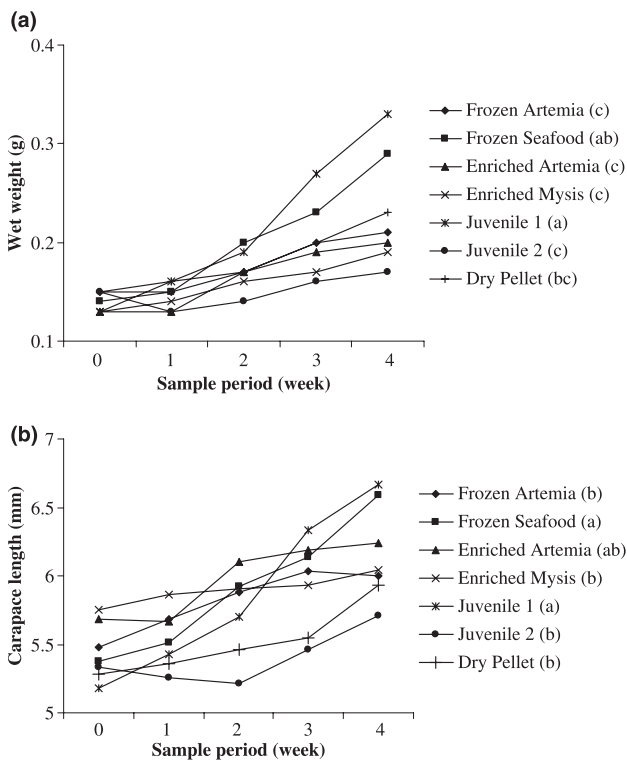 (a)
0.4
0.3
0.2
0.1
Wet weight (g)
0 1 2 3 4
Sample period (week)
Frozen Artemia (c)
Frozen Seafood (ab)
Enriched Artemia (c)
Enriched Mysis (c)
Juvenile 1 (a)
Juvenile 2 (c)
Dry Pellet (bc)
(b)
7
6.5
6
5.5
5
Carapace length (mm)
0 1 2 3 4
Sample period (week)
Frozen Artemia (b)
Frozen Seafood (a)
Enriched Artemia (ab)
Enriched Mysis (b)
Juvenile 1 (a)
Juvenile 2 (b)
Dry Pellet (b)